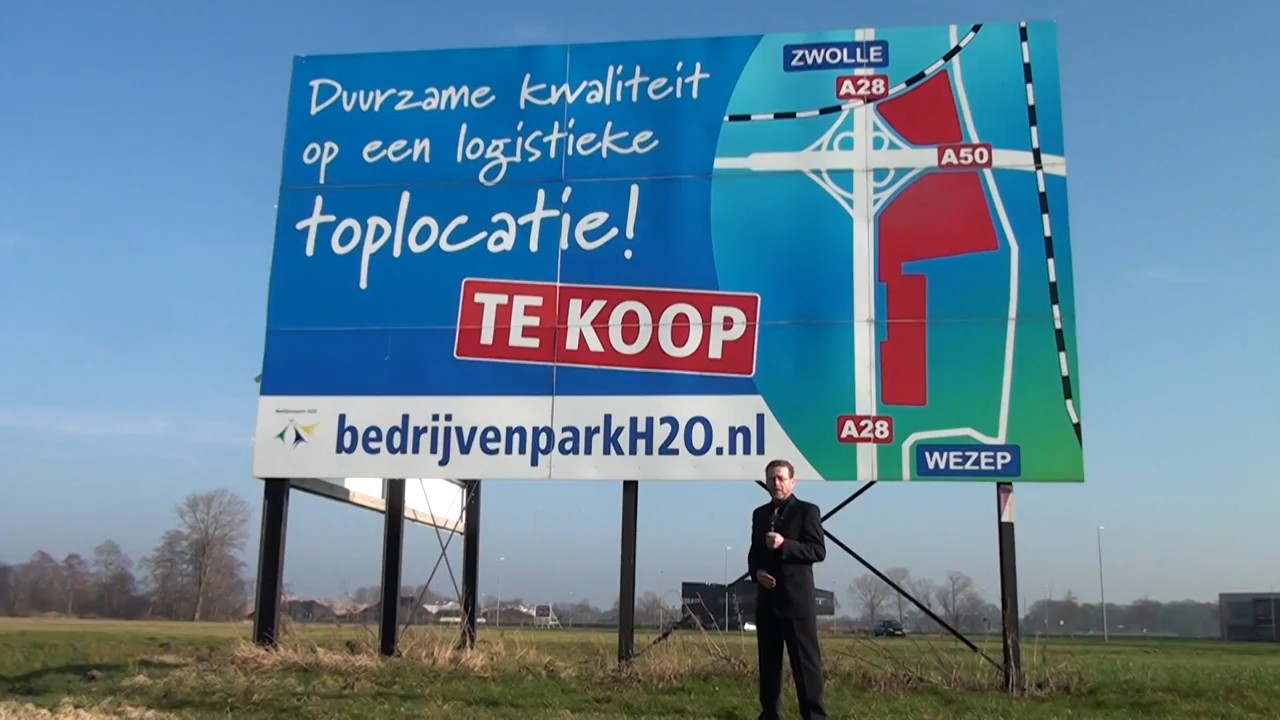 Duurzame kwaliteit
op een logistieke
toplocatie!
TE KOOP
bedrijvenparkH2O.nl
ZWOLLE
A28
A50
A28
WEZEP